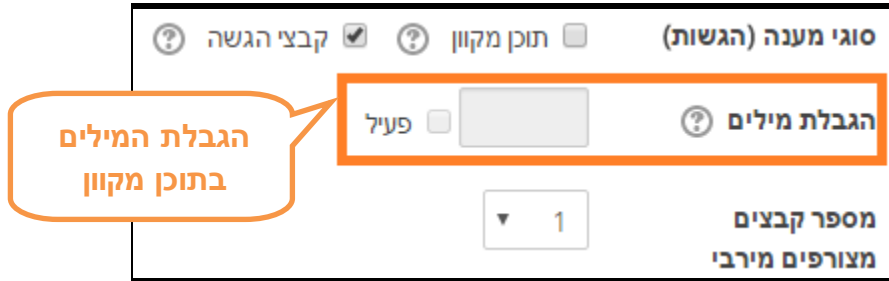 סוגי מענה (הגשות) תוכן מקוון ? קבצי הגשה ?
הגבלת מילים ? פעיל
הגבלת המילים
בתוכן מקוון
מספר קבצים 1
מצורפים מירבי